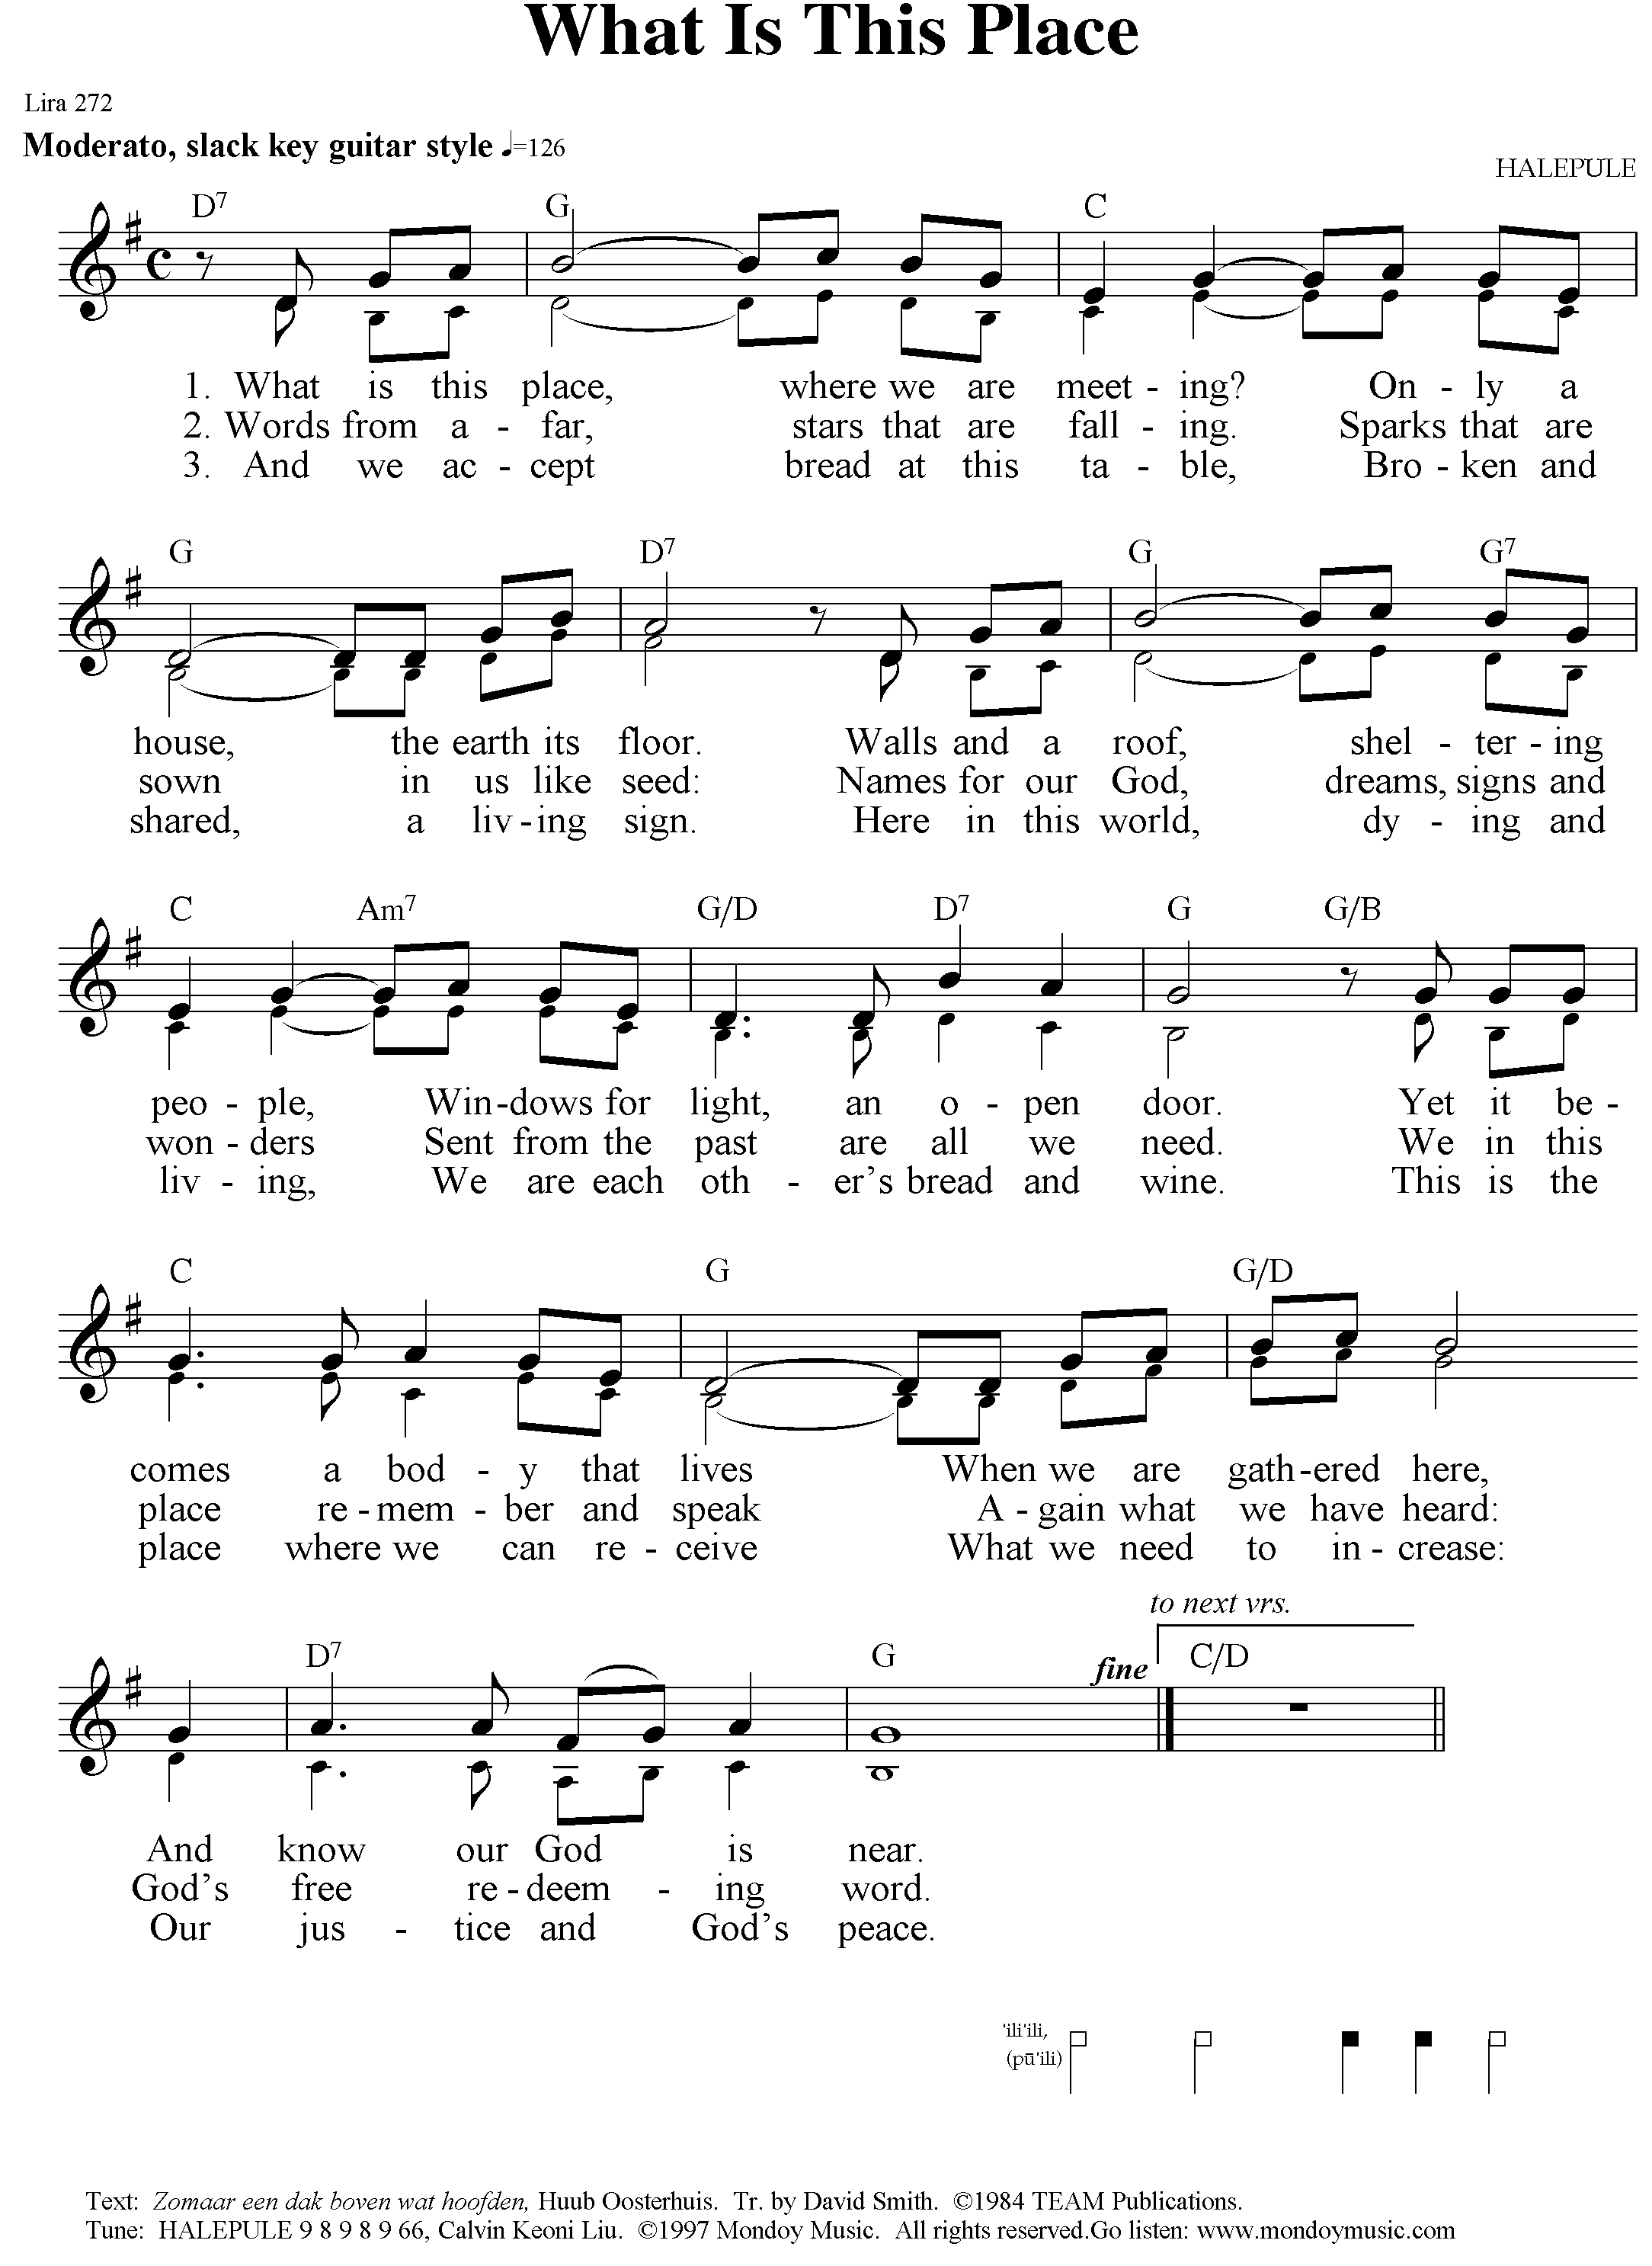 What Is This Place
Lira 272
Moderato, slack key guitar style ♩=126
HALEPULE
D7 G C
1. What is this place, where we are meet - ing? On - ly a
2. Words from a - far, stars that are fall - ing. Sparks that are
3. And we ac - cept bread at this ta - ble, Bro - ken and
G D7 G G7
house, the earth its floor. Walls and a roof, shel - ter - ing
sown in us like seed: Names for our God, dreams, signs and
shared, a liv - ing sign. Here in this world, dy - ing and
C Am7 G/D D7 G G/B
peo - ple, Win - dows for light, an o - pen door. Yet it be -
won - ders Sent from the past are all we need. We in this
liv - ing, We are each oth - er’s bread and wine. This is the
C G G/D
comes a bod - y that lives When we are gath - ered here,
place re - mem - ber and speak A - gain what we have heard:
place where we can re - ceive What we need to in - crease:
to next vrs.
D7 G fine C/D
And know our God is near.
God’s free re - deem - ing word.
Our jus - tice and God’s peace.
‘ili‘ili,
(pū‘ili)
Text: Zomaar een dak boven wat hoofden, Huub Oosterhuis. Tr. by David Smith. ©1984 TEAM Publications.
Tune: HALEPULE 9 8 9 8 9 66, Calvin Keoni Liu. ©1997 Mondoy Music. All rights reserved.Go listen: www.mondoymusic.com